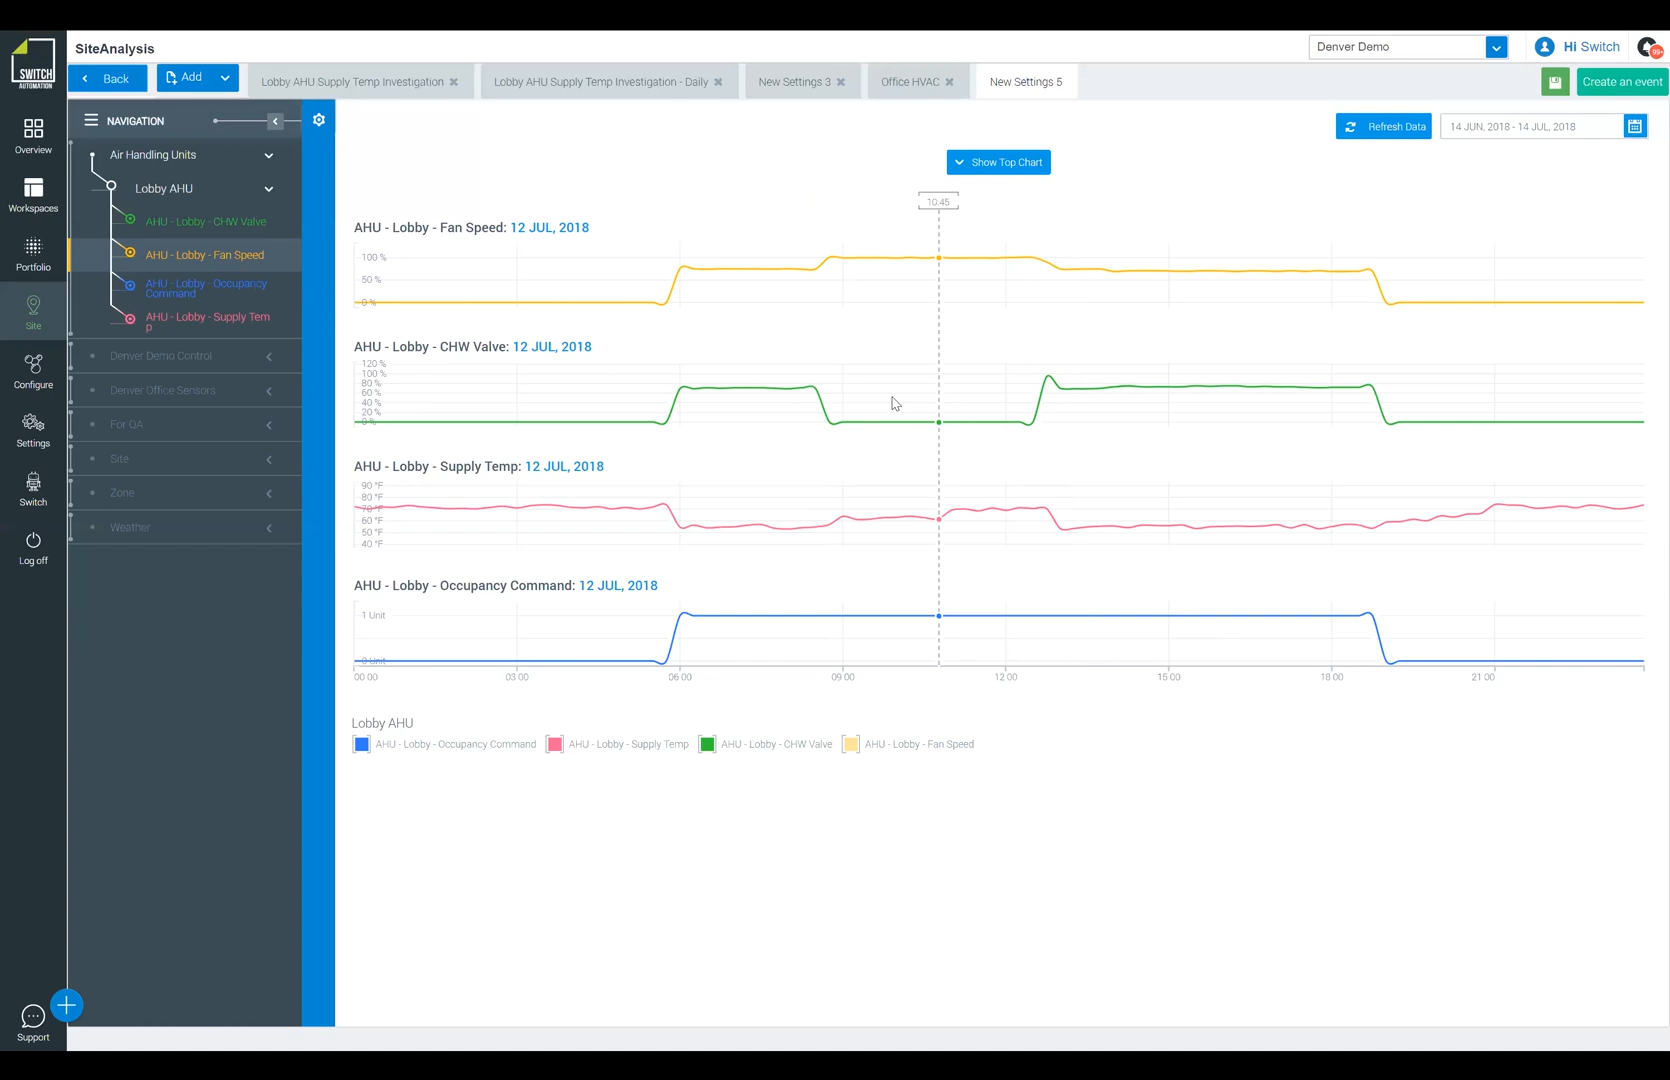 SWITCH
AUTOMATION
SiteAnalysis
Denver Demo
Hi Switch
99+
Back
Add
Lobby AHU Supply Temp Investigation
Lobby AHU Supply Temp Investigation - Daily
New Settings 3
Office HVAC
New Settings 5
Create an event
Overview
Workspaces
Portfolio
Site
Configure
Settings
Switch
Log off
Support
NAVIGATION
Air Handling Units
Lobby AHU
AHU - Lobby - CHW Valve
AHU - Lobby - Fan Speed
AHU - Lobby - Occupancy
Command
AHU - Lobby - Supply Tem
p
Denver Demo Control
Denver Office Sensors
For QA
Site
Zone
Weather
Refresh Data
14 JUN, 2018 - 14 JUL, 2018
Show Top Chart
10:45
AHU - Lobby - Fan Speed: 12 JUL, 2018
100 %
50 %
0 %
AHU - Lobby - CHW Valve: 12 JUL, 2018
120 %
100 %
80 %
60 %
40 %
20 %
0 %
AHU - Lobby - Supply Temp: 12 JUL, 2018
90 °F
80 °F
70 °F
60 °F
50 °F
40 °F
AHU - Lobby - Occupancy Command: 12 JUL, 2018
1 Unit
0 Unit
00 00
03 00
06 00
09 00
12 00
15 00
18 00
21 00
Lobby AHU
AHU - Lobby - Occupancy Command
AHU - Lobby - Supply Temp
AHU - Lobby - CHW Valve
AHU - Lobby - Fan Speed